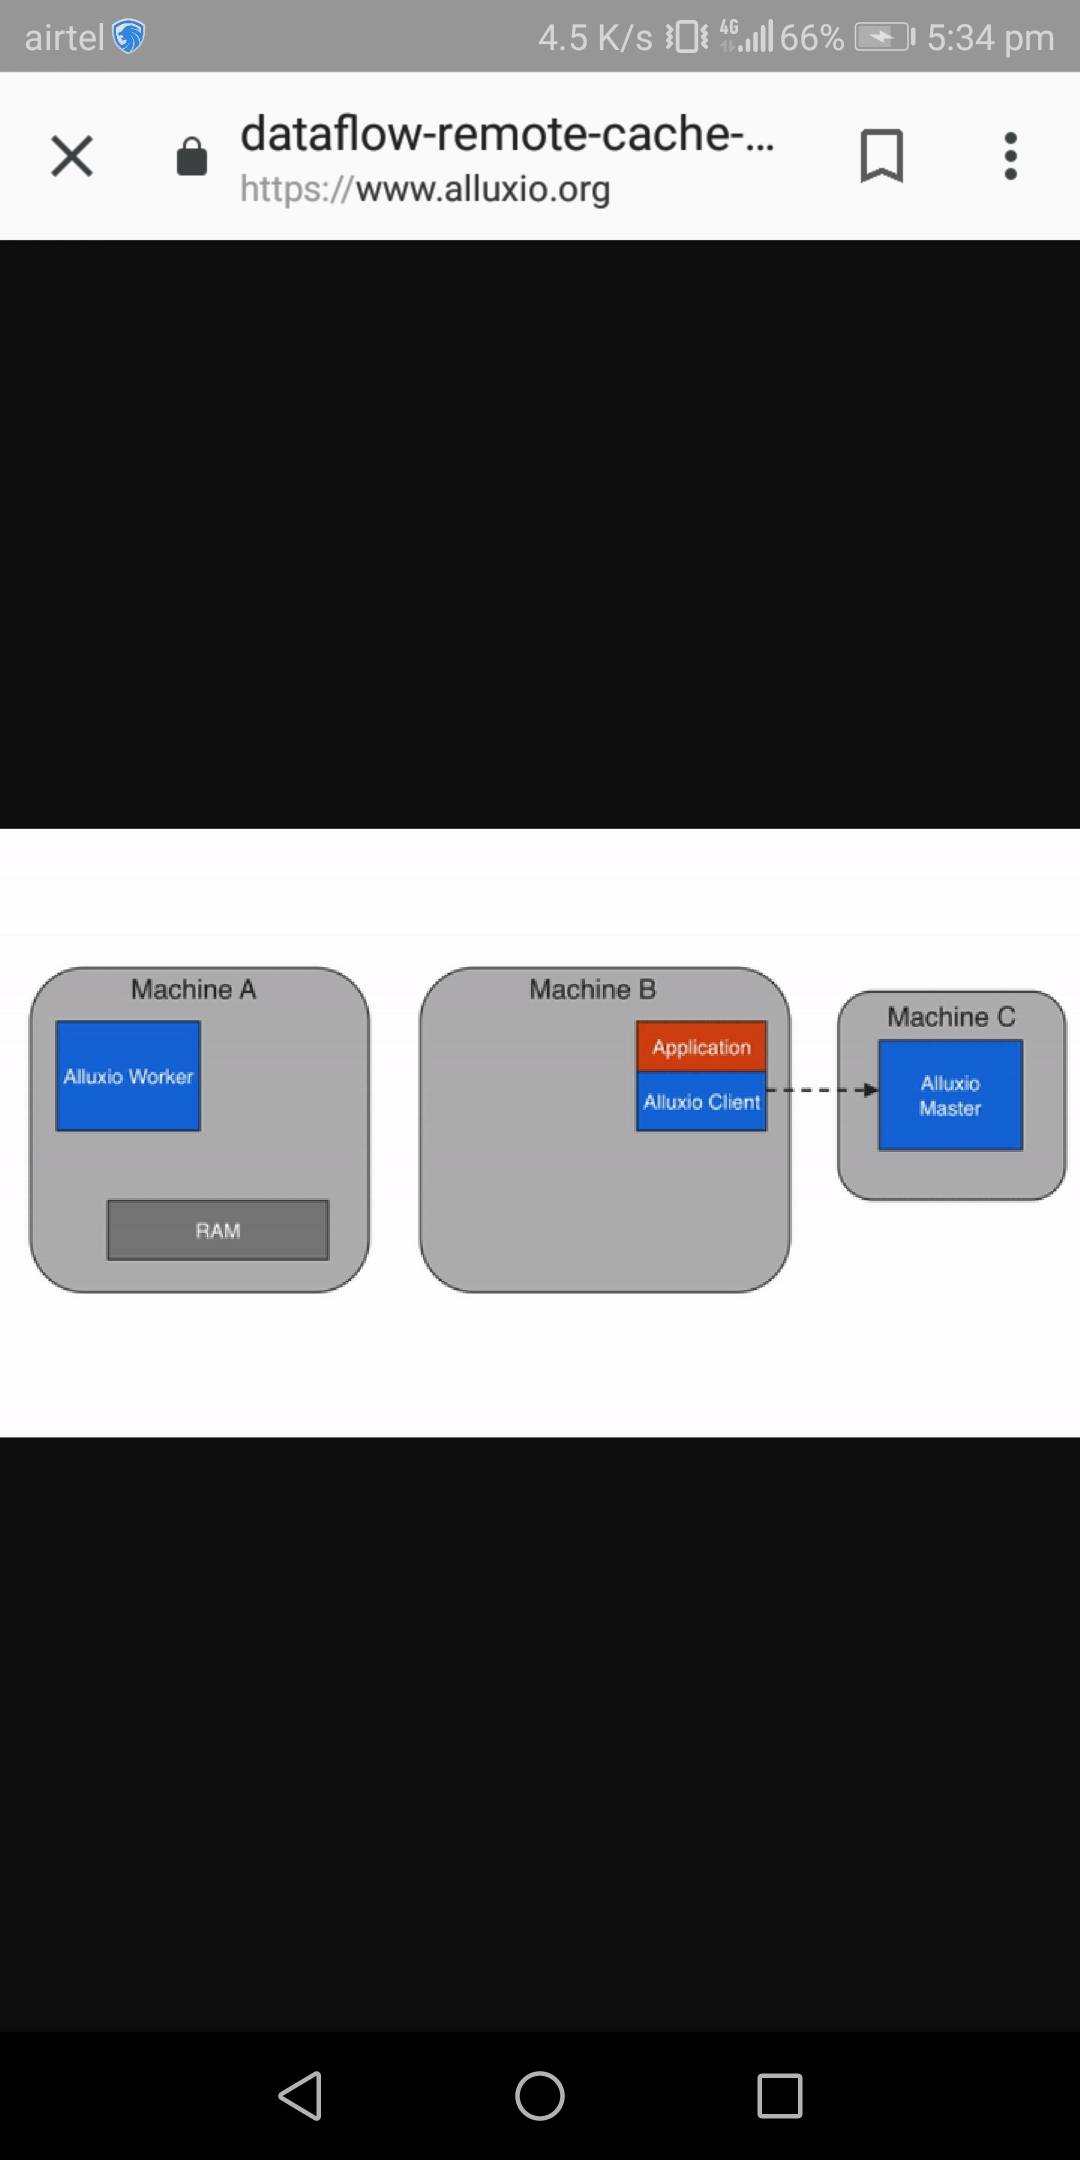 airtel 4.5 K/s 4G 66% 5:34 pm
dataflow-remote-cache-...
https://www.alluxio.org
Machine A
Alluxio Worker
RAM
Machine B
Application
Alluxio Client
Machine C
Alluxio
Master